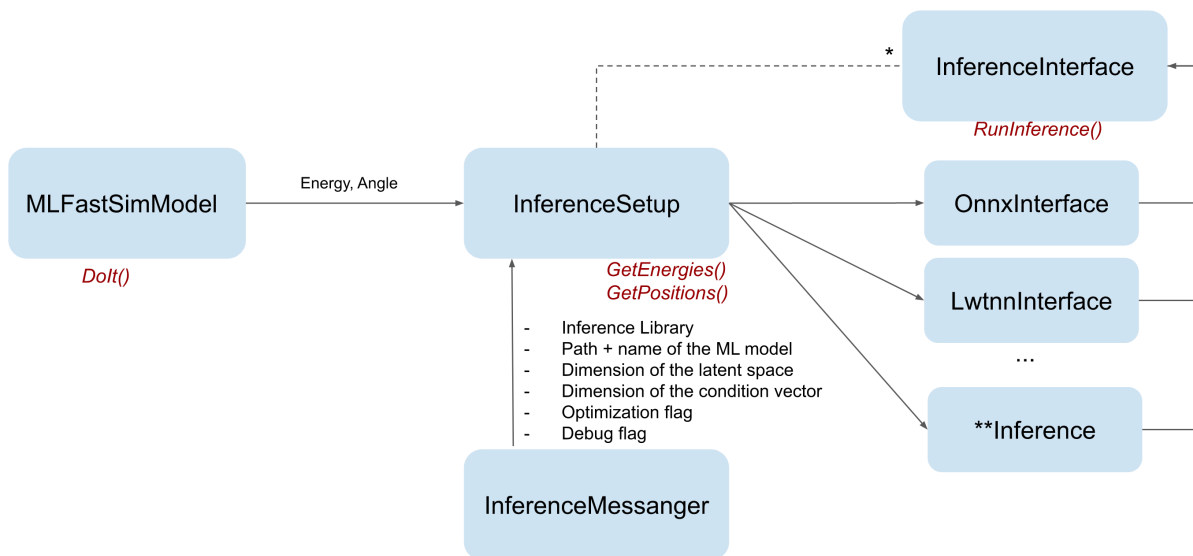 *
InferenceInterface
RunInference()
MLFastSimModel
DoIt()
Energy, Angle
InferenceSetup
GetEnergies()
GetPositions()
OnnxInterface
LwtnnInterface
...
**Inference
- Inference Library
- Path + name of the ML model
- Dimension of the latent space
- Dimension of the condition vector
- Optimization flag
- Debug flag
InferenceMessanger